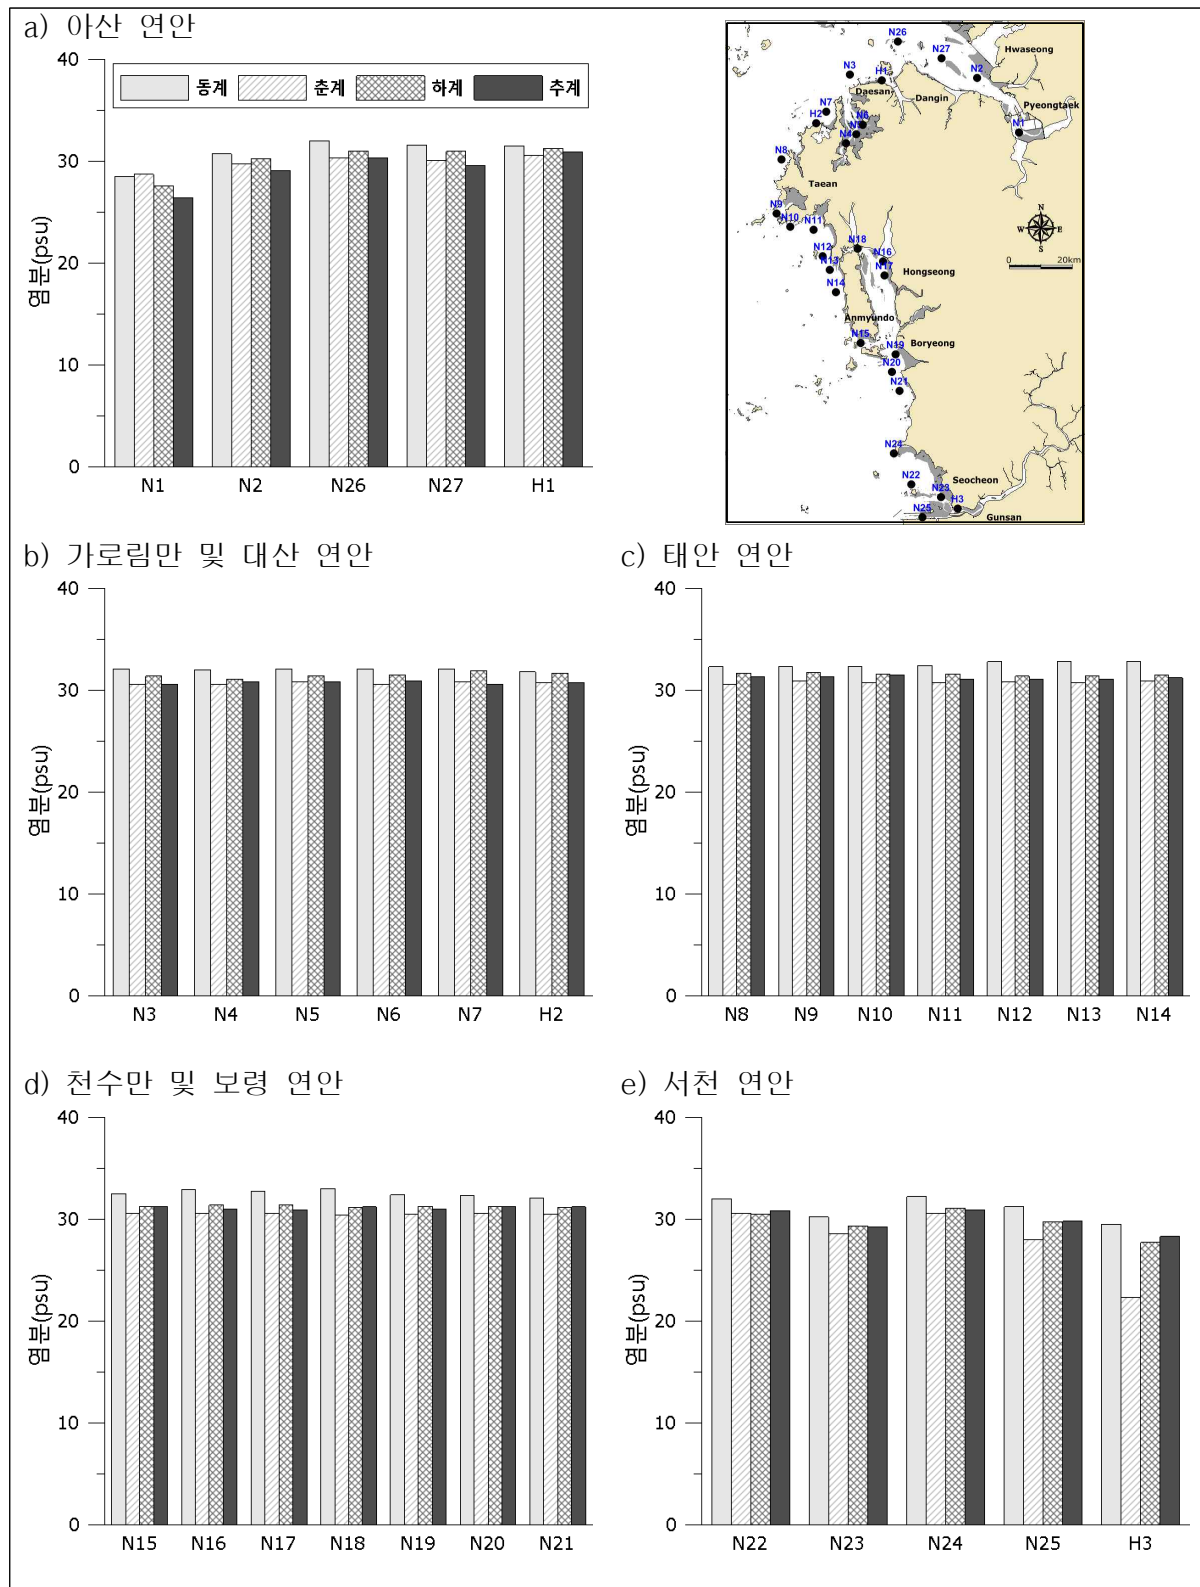 a) 아산 연안
40
30
20
10
0
염분(psu)
동계 춘계 하계 추계
N1 N2 N26 N27 H1
N26
N27
Hwaseong
N3
H1
N2
Daesan
Dangin
N7
H2
Pyeongtaek
N6
N5
N4
N1
N8
Taean
N9
N10
N11
N
W E
S
N18
N12
N16
N13
N17
Hongseong
0 20km
N14
Anmyundo
N15
N19
Boryeong
N20
N21
N24
N22
Seocheon
N23
H3
N25
Gunsan
b) 가로림만 및 대산 연안
40
30
20
10
0
염분(psu)
N3 N4 N5 N6 N7 H2
c) 태안 연안
40
30
20
10
0
염분(psu)
N8 N9 N10 N11 N12 N13 N14
d) 천수만 및 보령 연안
40
30
20
10
0
염분(psu)
N15 N16 N17 N18 N19 N20 N21
e) 서천 연안
40
30
20
10
0
염분(psu)
N22 N23 N24 N25 H3